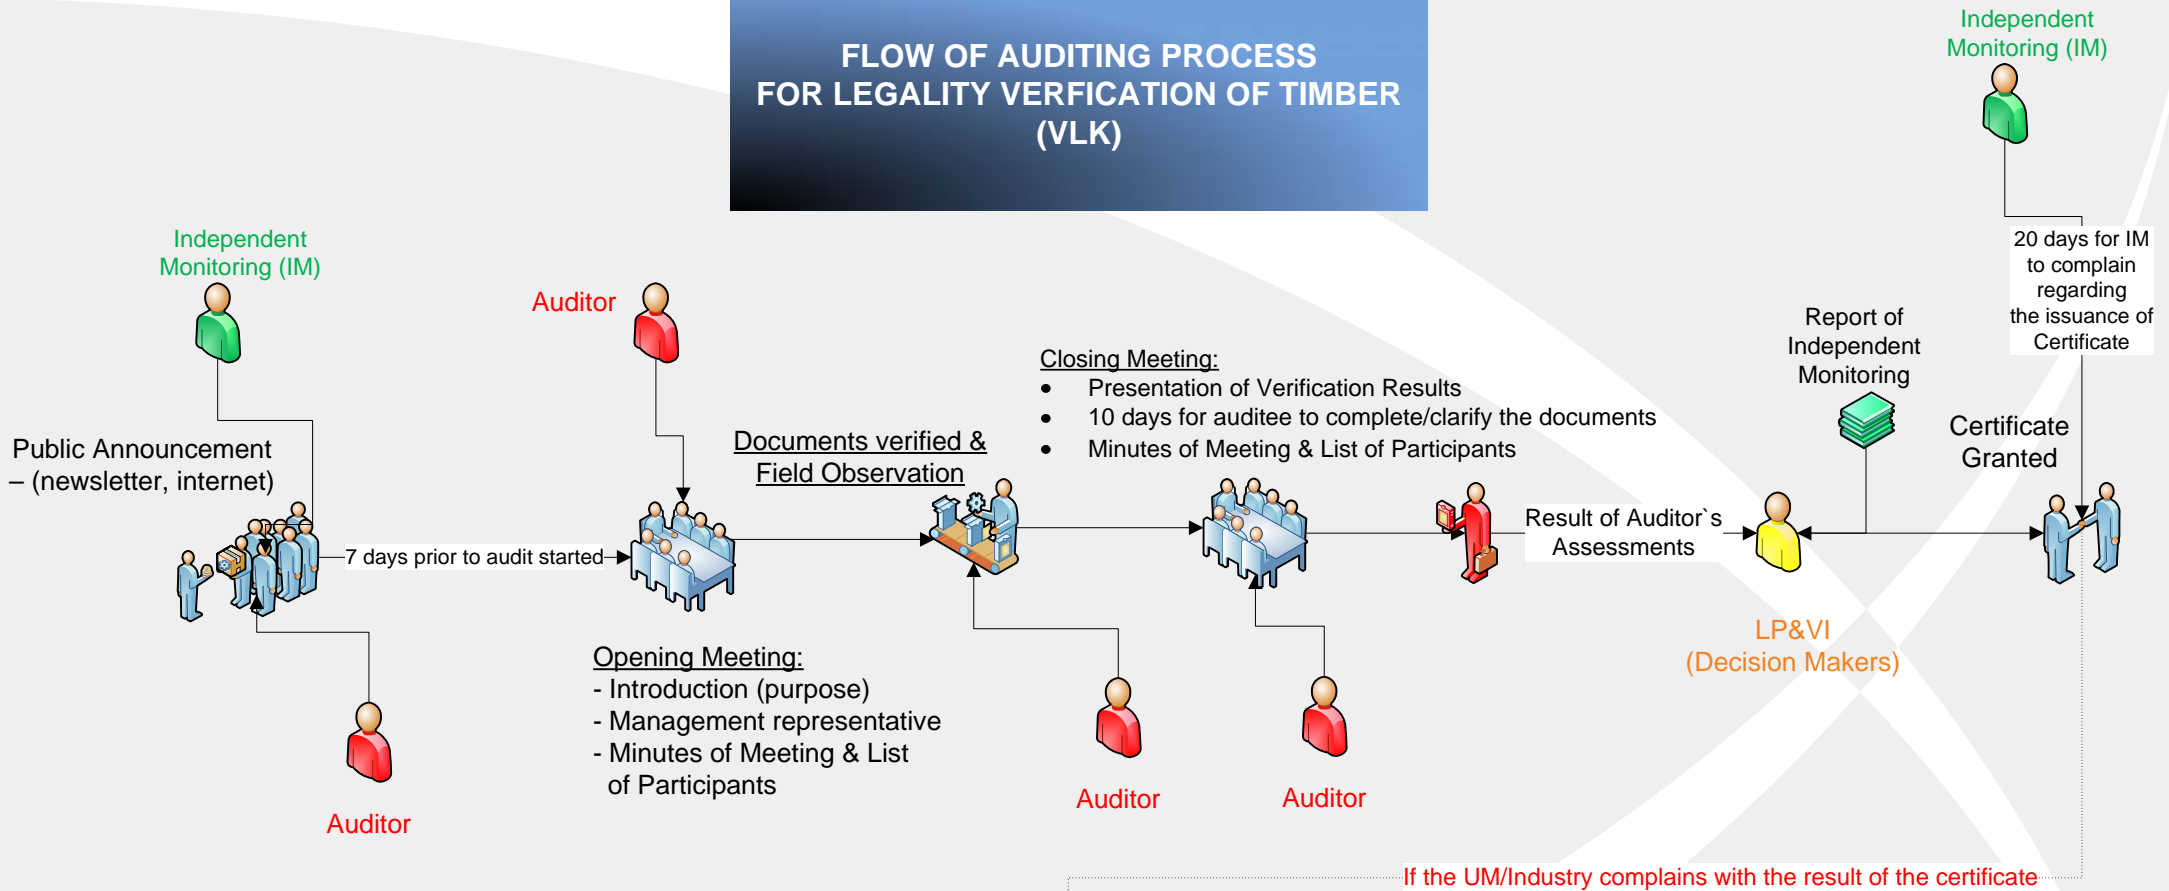 FLOW OF AUDITING PROCESS
FOR LEGALITY VERFICATION OF TIMBER
(VLK)
Independent
Monitoring (IM)
Independent
Monitoring (IM)
Auditor
20 days for IM
to complain
regarding
the issuance of
Certificate
Report of
Independent
Monitoring
Closing Meeting:
• Presentation of Verification Results
• 10 days for auditee to complete/clarify the documents
• Minutes of Meeting & List of Participants
Public Announcement
– (newsletter, internet)
Documents verified &
Field Observation
Certificate
Granted
7 days prior to audit started
Result of Auditor`s
Assessments
Opening Meeting:
- Introduction (purpose)
- Management representative
- Minutes of Meeting & List
of Participants
LP&VI
(Decision Makers)
Auditor
Auditor
Auditor
If the UM/Industry complains with the result of the certificate